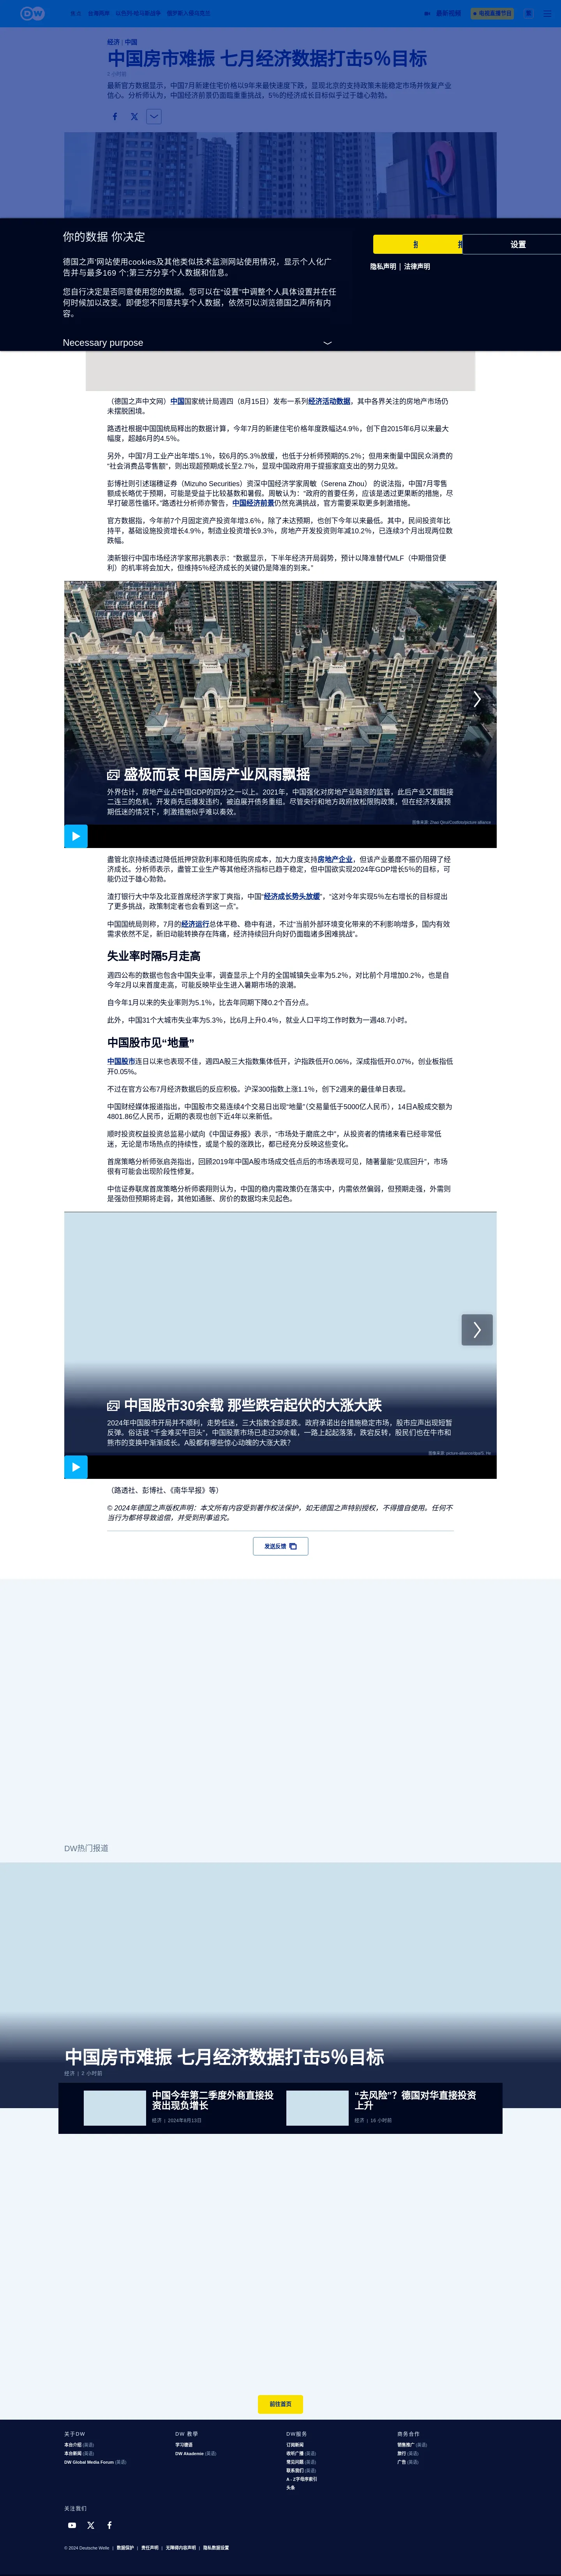 DW
经济 | 中国
中国房市难振 七月经济数据打击5%目标
2 小时前
最新官方数据显示，中国7月新建住宅价格以9年来最快速度下跌，显现北京的支持政策未能稳定市场并恢复产业
信心。分析师认为，中国经济前景仍面临重重挑战，5%的经济成长目标似乎过于雄心勃勃。
你的数据 你决定
德国之声'网站使用cookies及其他类似技术监测网站使用情况，显示个人化广
告并与最多169 个;第三方分享个人数据和信息。
您自行决定是否同意使用您的数据。您可以在“设置”中调整个人具体设置并在
任何时候加以改变。即便您不同意共享个人数据，依然可以浏览德国之声所有内
容。
Necessary purpose
设置
隐私声明 | 法律声明
（德国之声中文网）中国国家统计局週四（8月15日）发布一系列经济活动数据，其中各界关注的房地产市场仍
未摆脱困境。
路透社根据中国国统局释出的数据计算，今年7月的新建住宅价格年度跌幅达4.9%，创下自2015年6月以来最大
幅度，超越6月的4.5%。
另外，中国7月工业产出年增5.1%，较6月的5.3%放缓，也低于分析师预期的5.2%；但用来衡量中国民众消费的
“社会消费品零售额”，则出现超预期成长至2.7%，显现中国政府用于提振家庭支出的努力见效。
彭博社则引述瑞穗证券（Mizuho Securities）资深中国经济学家周敏（Serena Zhou） 的说法指，中国7月零售
额成长略优于预期，可能是受益于比较基数和暑假。周敏认为：“政府的首要任务，应该是透过更果断的措施，尽
早打破恶性循环。”路透社分析师亦警告，中国经济前景仍然充满挑战，官方需要采取更多刺激措施。
官方数据指，今年前7个月固定资产投资年增3.6%，除了未达预期，也创下今年以来最低。其中，民间投资年比
持平，基础设施投资增长4.9%，制造业投资增长9.3%，房地产开发投资则年减10.2%，已连续3个月出现两位数
跌幅。
澳新银行中国市场经济学家邢兆鹏表示：“数据显示，下半年经济开局弱势，预计以降准替代MLF（中期借贷便
利）的机率将会加大，但维持5%经济成长的关键仍是降准的到来。”
盛极而哀 中国房产业风雨飘摇
外界估计，房地产业占中国GDP的四分之一以上。2021年，中国强化对房地产业融资的监管，此后产业又面临接
二连三的危机，开发商先后爆发违约，被迫展开债务重组。尽管央行和地方政府放松限购政策，但在经济发展预
期低迷的情况下，刺激措施似乎难以奏效。
图像来源: Zhao Qirui/Costfoto/picture alliance
盡管北京持续透过降低抵押贷款利率和降低购房成本，加大力度支持房地产企业，但该产业萎靡不振仍阻碍了经
济成长。分析师表示，盡管工业生产等其他经济指标已趋于稳定，但中国欲实现2024年GDP增长5%的目标，可
能仍过于雄心勃勃。
渣打银行大中华及北亚首席经济学家丁爽指，中国“经济成长势头放缓”，“这对今年实现5%左右增长的目标提出
了更多挑战，政策制定者也会看到这一点”。
中国国统局则称，7月的经济运行总体平稳、稳中有进，不过“当前外部环境变化带来的不利影响增多，国内有效
需求依然不足，新旧动能转换存在阵痛，经济持续回升向好仍面临诸多困难挑战”。
失业率时隔5月走高
週四公布的数据也包含中国失业率，调查显示上个月的全国城镇失业率为5.2%，对比前个月增加0.2%，也是自
今年2月以来首度走高，可能反映毕业生进入暑期市场的浪潮。
自今年1月以来的失业率则为5.1%，比去年同期下降0.2个百分点。
此外，中国31个大城市失业率为5.3%，比6月上升0.4%，就业人口平均工作时数为一週48.7小时。
中国股市见“地量”
中国股市连日以来也表现不佳，週四A股三大指数集体低开，沪指跌低开0.06%，深成指低开0.07%，创业板指低
开0.05%。
不过在官方公布7月经济数据后的反应积极。沪深300指数上涨1.1%，创下2週来的最佳单日表现。
中国财经媒体报道指出，中国股市交易连续4个交易日出现“地量”（交易量低于5000亿人民币），14日A股成交额为
4801.86亿人民币，近期的表现也创下近4年以来新低。
顺时投资权益投资总监易小斌向《中国证券报》表示，“市场处于磨底之中”，从投资者的情绪来看已经非常低
迷，无论是市场热点的持续性，或是个股的涨跌比，都已经充分反映这些变化。
首席策略分析师张启尧指出，回顾2019年中国A股市场成交低点后的市场表现可见，随著量能“见底回升”，市场
很有可能会出现阶段性修复。
中信证券联席首席策略分析师裘翔则认为，中国的稳内需政策仍在落实中，内需依然偏弱，但预期走强，外需则
是强劲但预期将走弱，其他如通胀、房价的数据均未见起色。
中国股市30余载 那些跌宕起伏的大涨大跌
2024年中国股市开局并不顺利，走势低迷，三大指数全部走跌。政府承诺出台措施稳定市场，股市应声出现短暂
反弹。俗话说 “千金难买牛回头”，中国股票市场已走过30余载，一路上起起落落，跌宕反转，股民们也在牛市和
熊市的变换中渐渐成长。A股都有哪些惊心动魄的大涨大跌?
（路透社、彭博社、《南华早报》等）
© 2024年德国之声版权声明：本文所有内容受到著作权法保护，如无德国之声特别授权，不得擅自使用。任何不
当行为都将导致追偿，并受到刑事追究。
发送反馈
DW热门报道
中国房市难振 七月经济数据打击5%目标
经济 | 2 小时前
中国今年第二季度外商直接投
资出现负增长
经济 | 2024年8月13日
“去风险”？德国对华直接投资
上升
经济 | 16 小时前
前往首页
关于DW
本台介绍 (英语)
本台新闻 (英语)
DW Global Media Forum (英语)
DW 教學
学习德语
DW Akademie (英语)
DW服务
订阅新闻
收听广播 (英语)
常见问题 (英语)
联系我们 (英语)
A - Z字母序索引
头条
商务合作
销售推广 (英语)
旅行 (英语)
广告 (英语)
关注我们
© 2024 Deutsche Welle | 数据保护 | 责任声明 | 无障碍内容声明 | 隐私数据设置